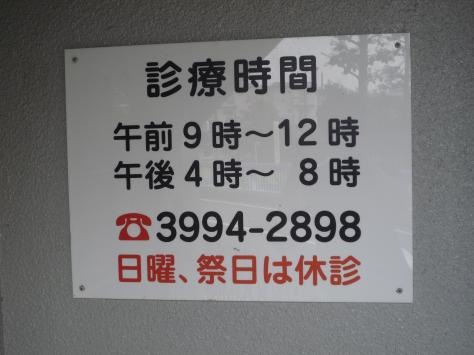 診療時間
午前9時〜12時
午後4時〜 8時
☎3994-2898
日曜、祭日は休診